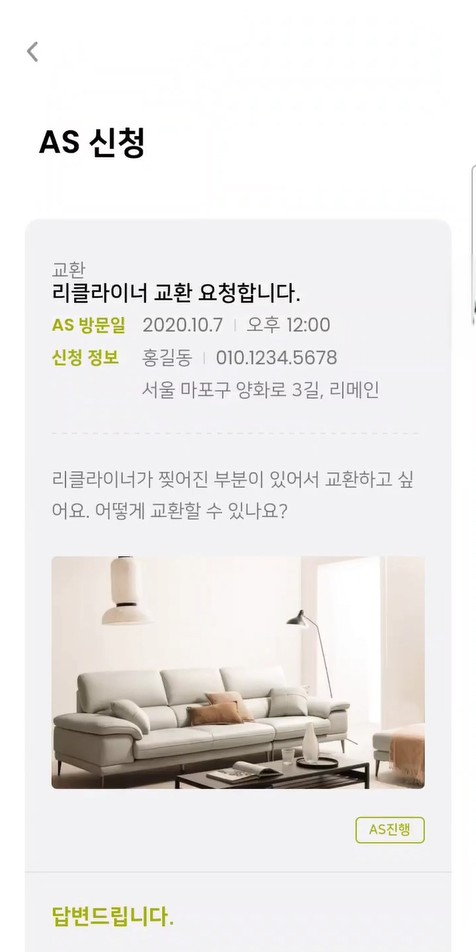 AS 신청
교환
리클라이너 교환 요청합니다.
AS 방문일 2020.10.7 | 오후 12:00
신청 정보 홍길동 | 010.1234.5678
서울 마포구 양화로 3길, 리메인
리클라이너가 찢어진 부분이 있어서 교환하고 싶
어요. 어떻게 교환할 수 있나요?
AS진행
답변드립니다.